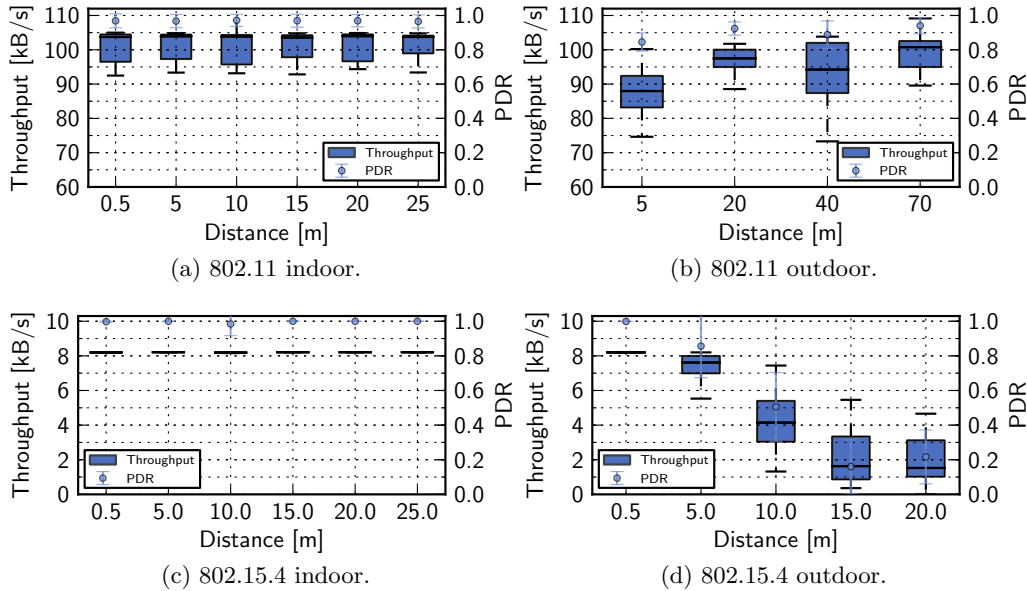 110
100
90
80
70
60
Throughput [kB/s]
1.0
0.8
0.6
0.4
0.2
0.0
PDR
Throughput
PDR
0.5 5 10 15 20 25
Distance [m]
(a) 802.11 indoor.
110
100
90
80
70
60
Throughput [kB/s]
1.0
0.8
0.6
0.4
0.2
0.0
PDR
Throughput
PDR
5 20 40 70
Distance [m]
(b) 802.11 outdoor.
10
8
6
4
2
0
Throughput [kB/s]
1.0
0.8
0.6
0.4
0.2
0.0
PDR
Throughput
PDR
0.5 5.0 10.0 15.0 20.0 25.0
Distance [m]
(c) 802.15.4 indoor.
10
8
6
4
2
0
Throughput [kB/s]
1.0
0.8
0.6
0.4
0.2
0.0
PDR
Throughput
PDR
0.5 5.0 10.0 15.0 20.0
Distance [m]
(d) 802.15.4 outdoor.